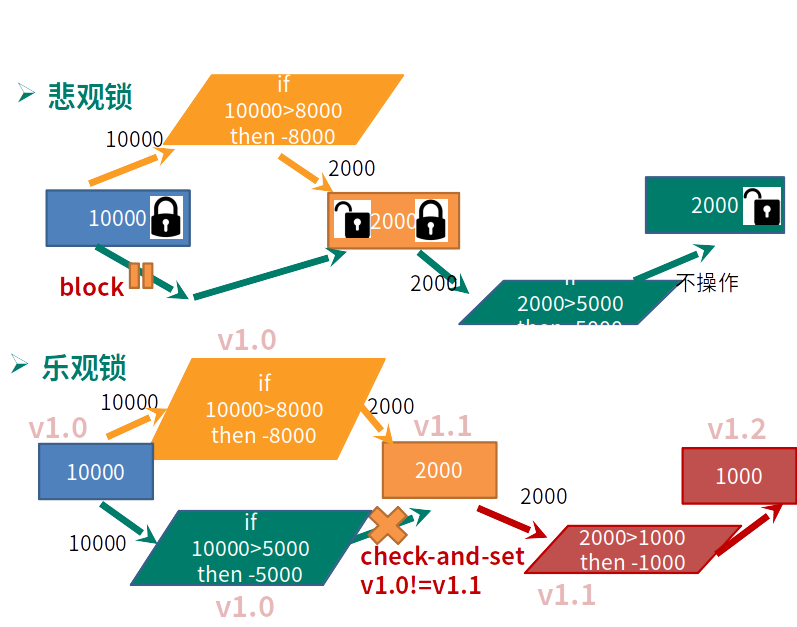 悲观锁
if
10000>8000
then -8000
10000
2000
10000
2000
2000
block
2000
if
2000>5000
then -5000
不操作
v1.0
乐观锁
if
10000>8000
then -8000
10000
2000
v1.0
v1.1
v1.2
10000
2000
1000
2000
10000
if
10000>5000
then -5000
check-and-set
v1.0!=v1.1
2000>1000
then -1000
v1.0
v1.1